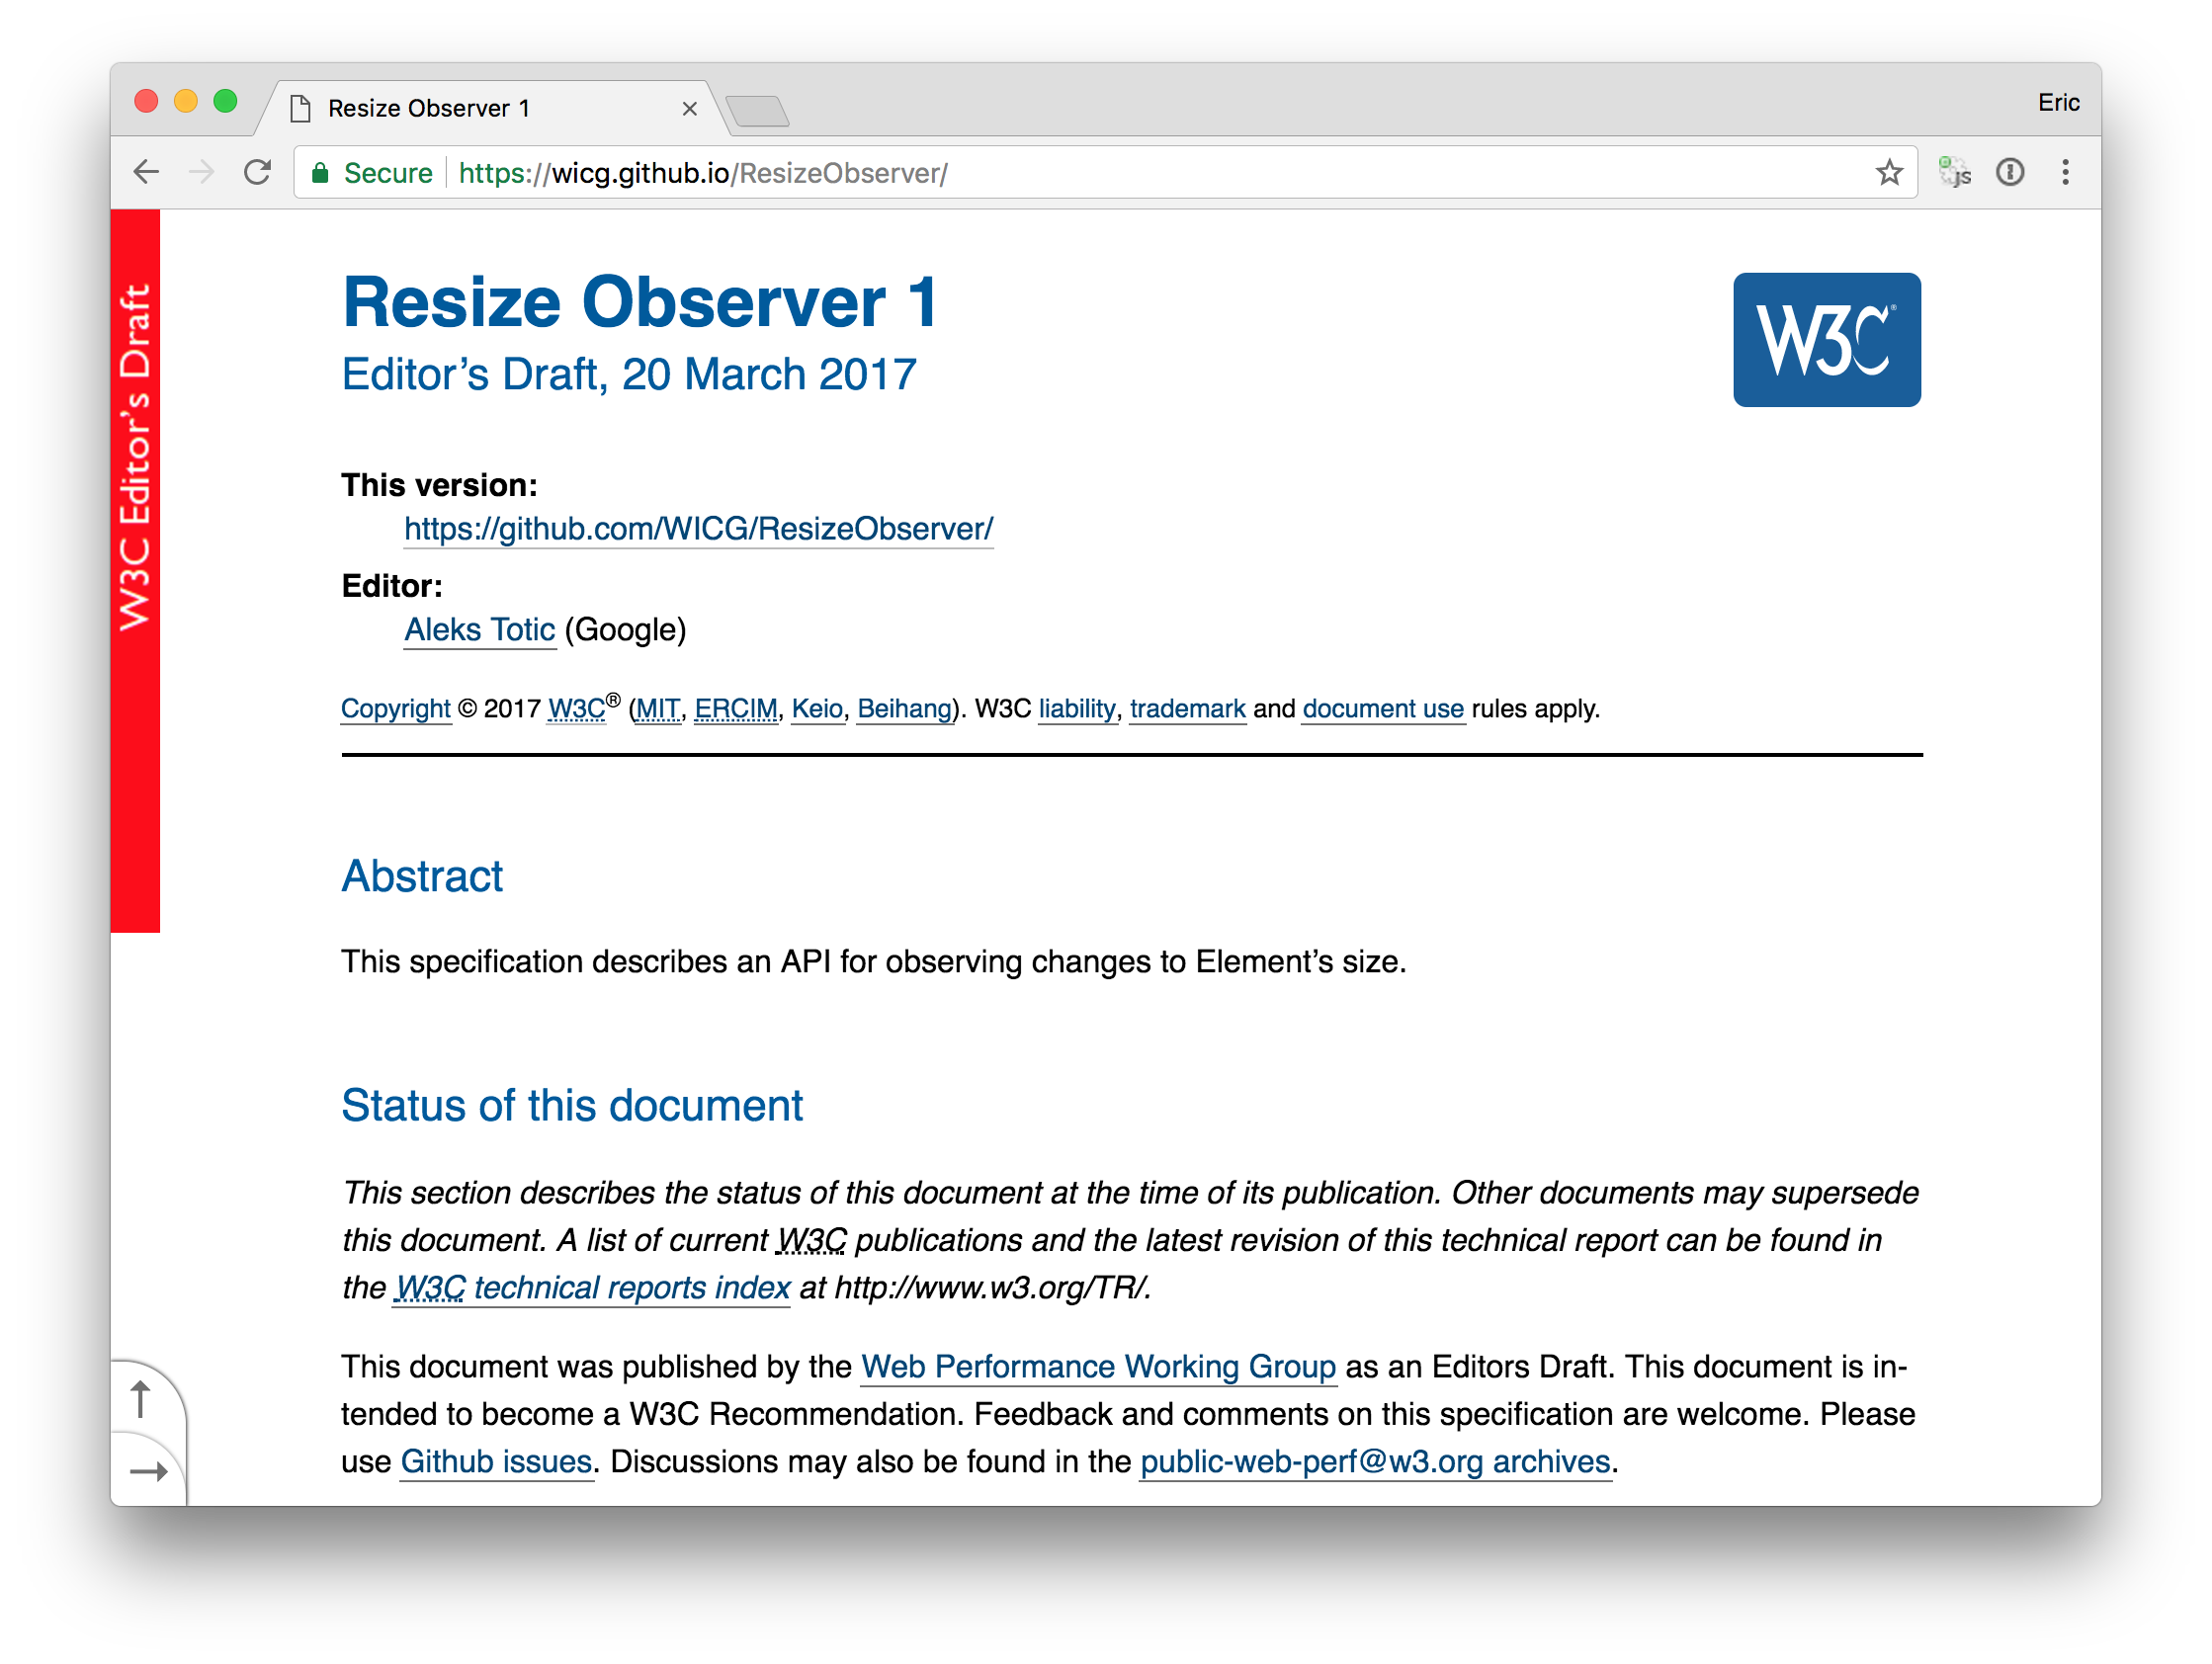 Resize Observer 1
Eric
Secure https://wicg.github.io/ResizeObserver/
js
W3C Editor's Draft
Resize Observer 1
W3C®
Editor’s Draft, 20 March 2017
This version:
https://github.com/WICG/ResizeObserver/
Editor:
Aleks Totic (Google)
Copyright © 2017 W3C® (MIT, ERCIM, Keio, Beihang). W3C liability, trademark and document use rules apply.
Abstract
This specification describes an API for observing changes to Element’s size.
Status of this document
This section describes the status of this document at the time of its publication. Other documents may supersede
this document. A list of current W3C publications and the latest revision of this technical report can be found in
the W3C technical reports index at http://www.w3.org/TR/.
This document was published by the Web Performance Working Group as an Editors Draft. This document is in-
tended to become a W3C Recommendation. Feedback and comments on this specification are welcome. Please
use Github issues. Discussions may also be found in the public-web-perf@w3.org archives.